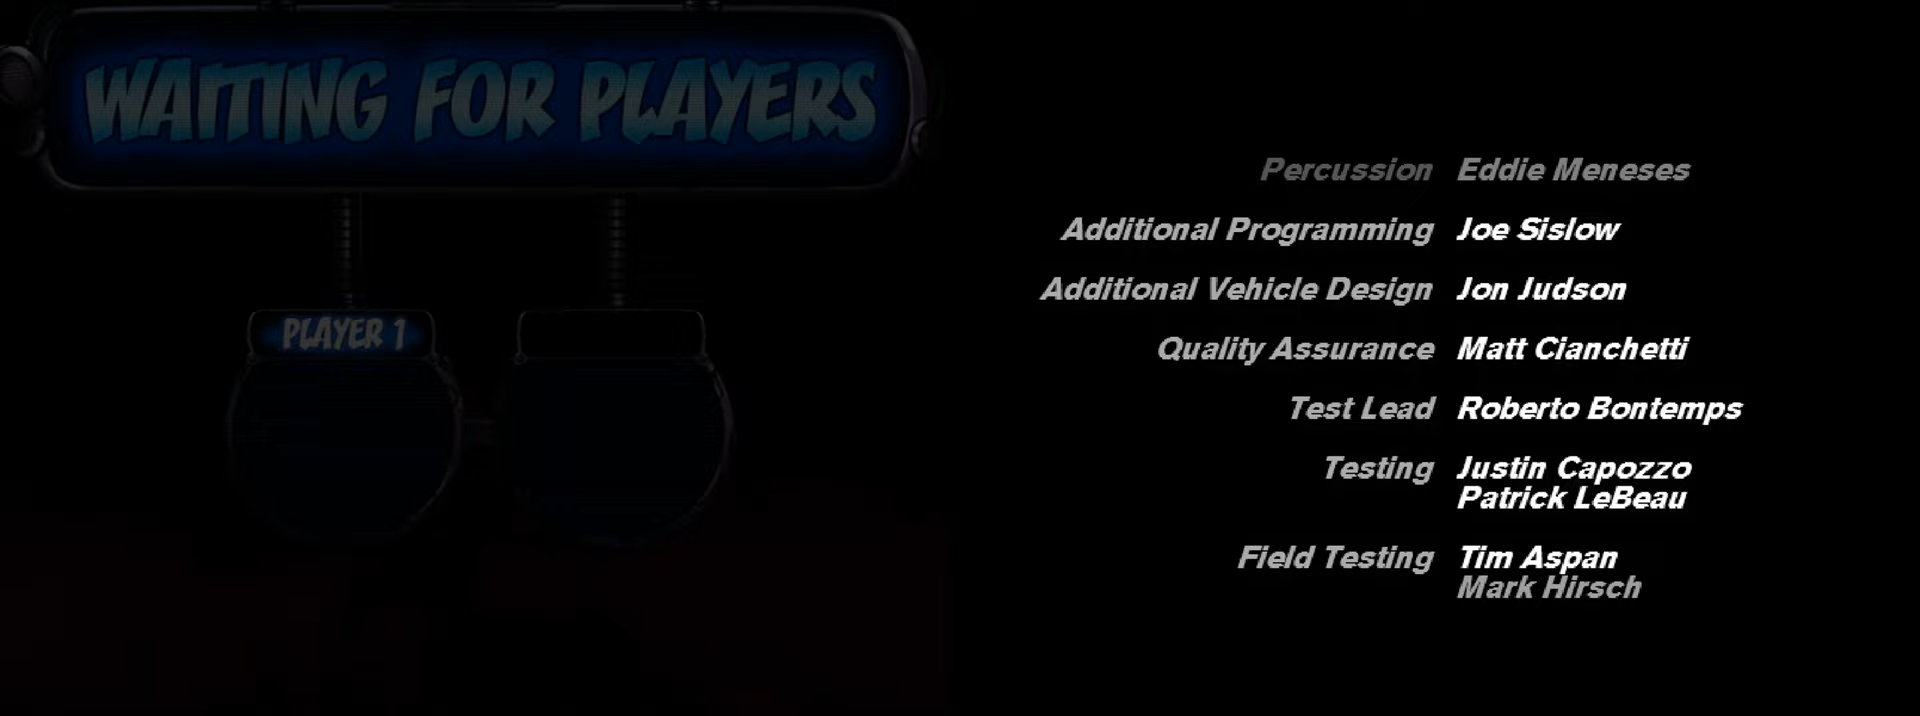 WAITING FOR PLAYERS
PLAYER 1
Percussion Eddie Meneses
Additional Programming Joe Sislow
Additional Vehicle Design Jon Judson
Quality Assurance Matt Cianchetti
Test Lead Roberto Bontemps
Testing Justin Capozzo
Patrick LeBeau
Field Testing Tim Aspan
Mark Hirsch